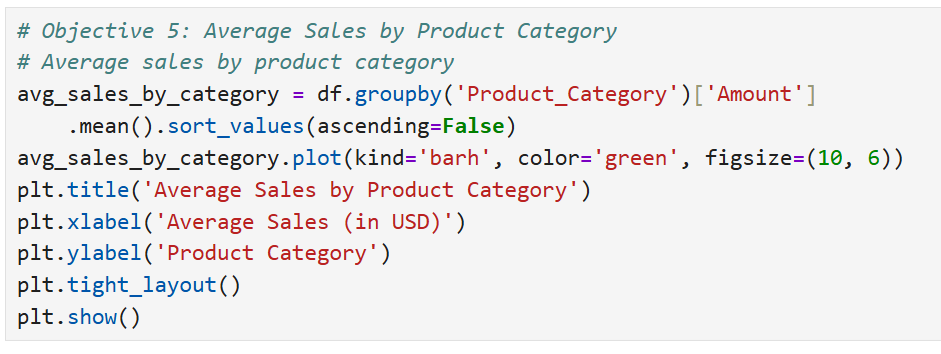 # Objective 5: Average Sales by Product Category
# Average sales by product category
avg_sales_by_category = df.groupby('Product_Category')['Amount']
    .mean().sort_values(ascending=False)
avg_sales_by_category.plot(kind='barh', color='green', figsize=(10, 6))
plt.title('Average Sales by Product Category')
plt.xlabel('Average Sales (in USD)')
plt.ylabel('Product Category')
plt.tight_layout()
plt.show()